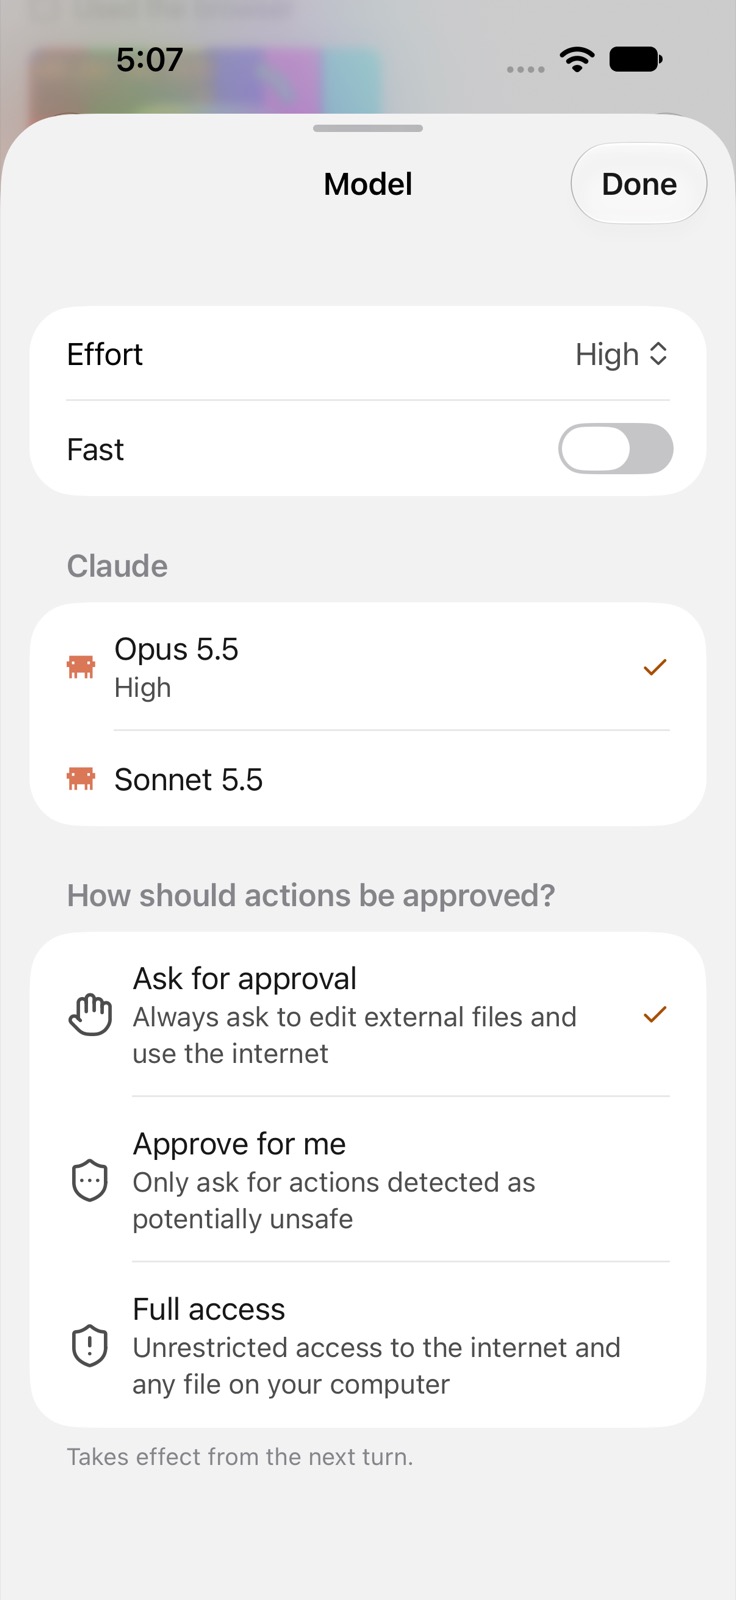 5:07
Model
Done
Effort
High
Fast
Claude
Opus 5.5
High
Sonnet 5.5
How should actions be approved?
Ask for approval
Always ask to edit external files and
use the internet
Approve for me
Only ask for actions detected as
potentially unsafe
Full access
Unrestricted access to the internet and
any file on your computer
Takes effect from the next turn.